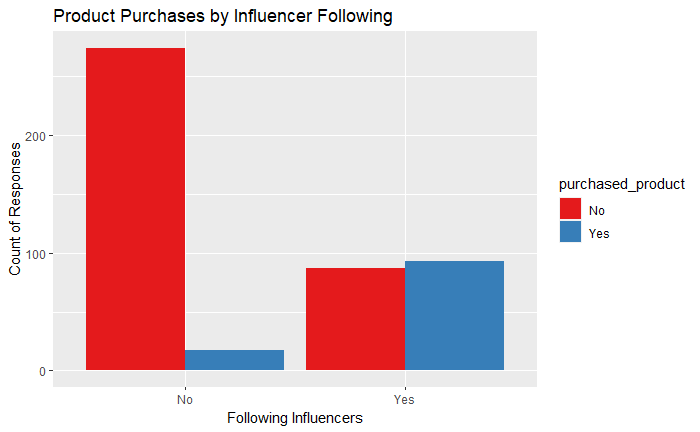 Product Purchases by Influencer Following
Count of Responses
200
100
0
No
Yes
Following Influencers
purchased_product
No
Yes